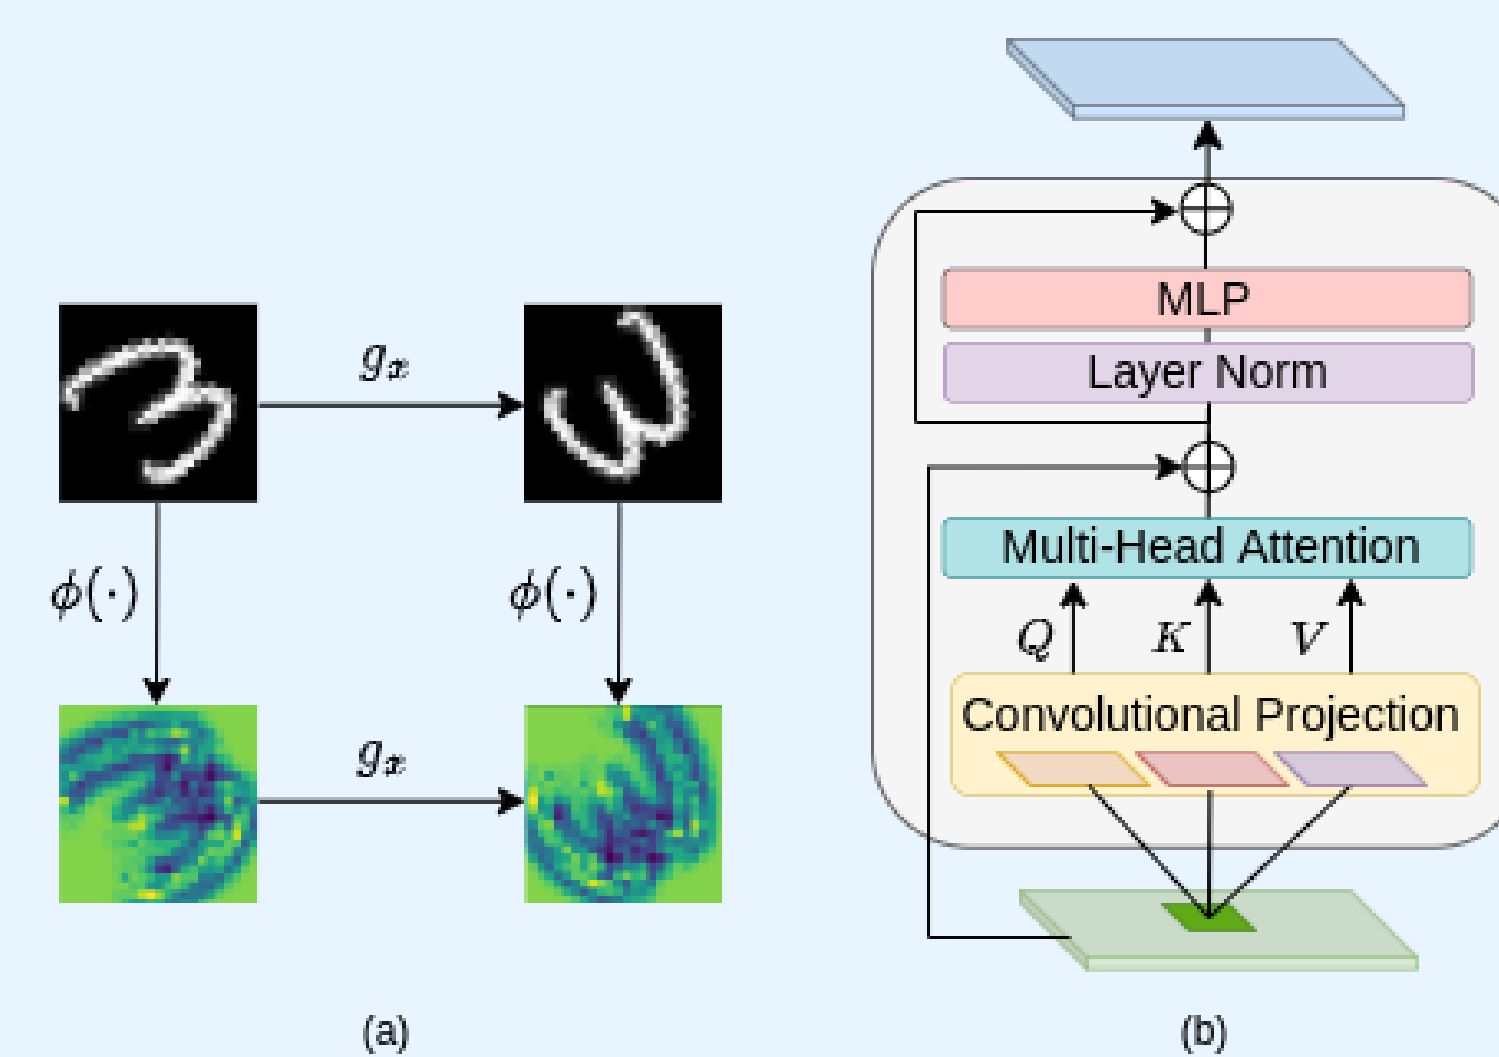 g_x
ϕ(·) ϕ(·)
g_x
(a)
MLP
Layer Norm
Multi-Head Attention
Q K V
Convolutional Projection
(b)